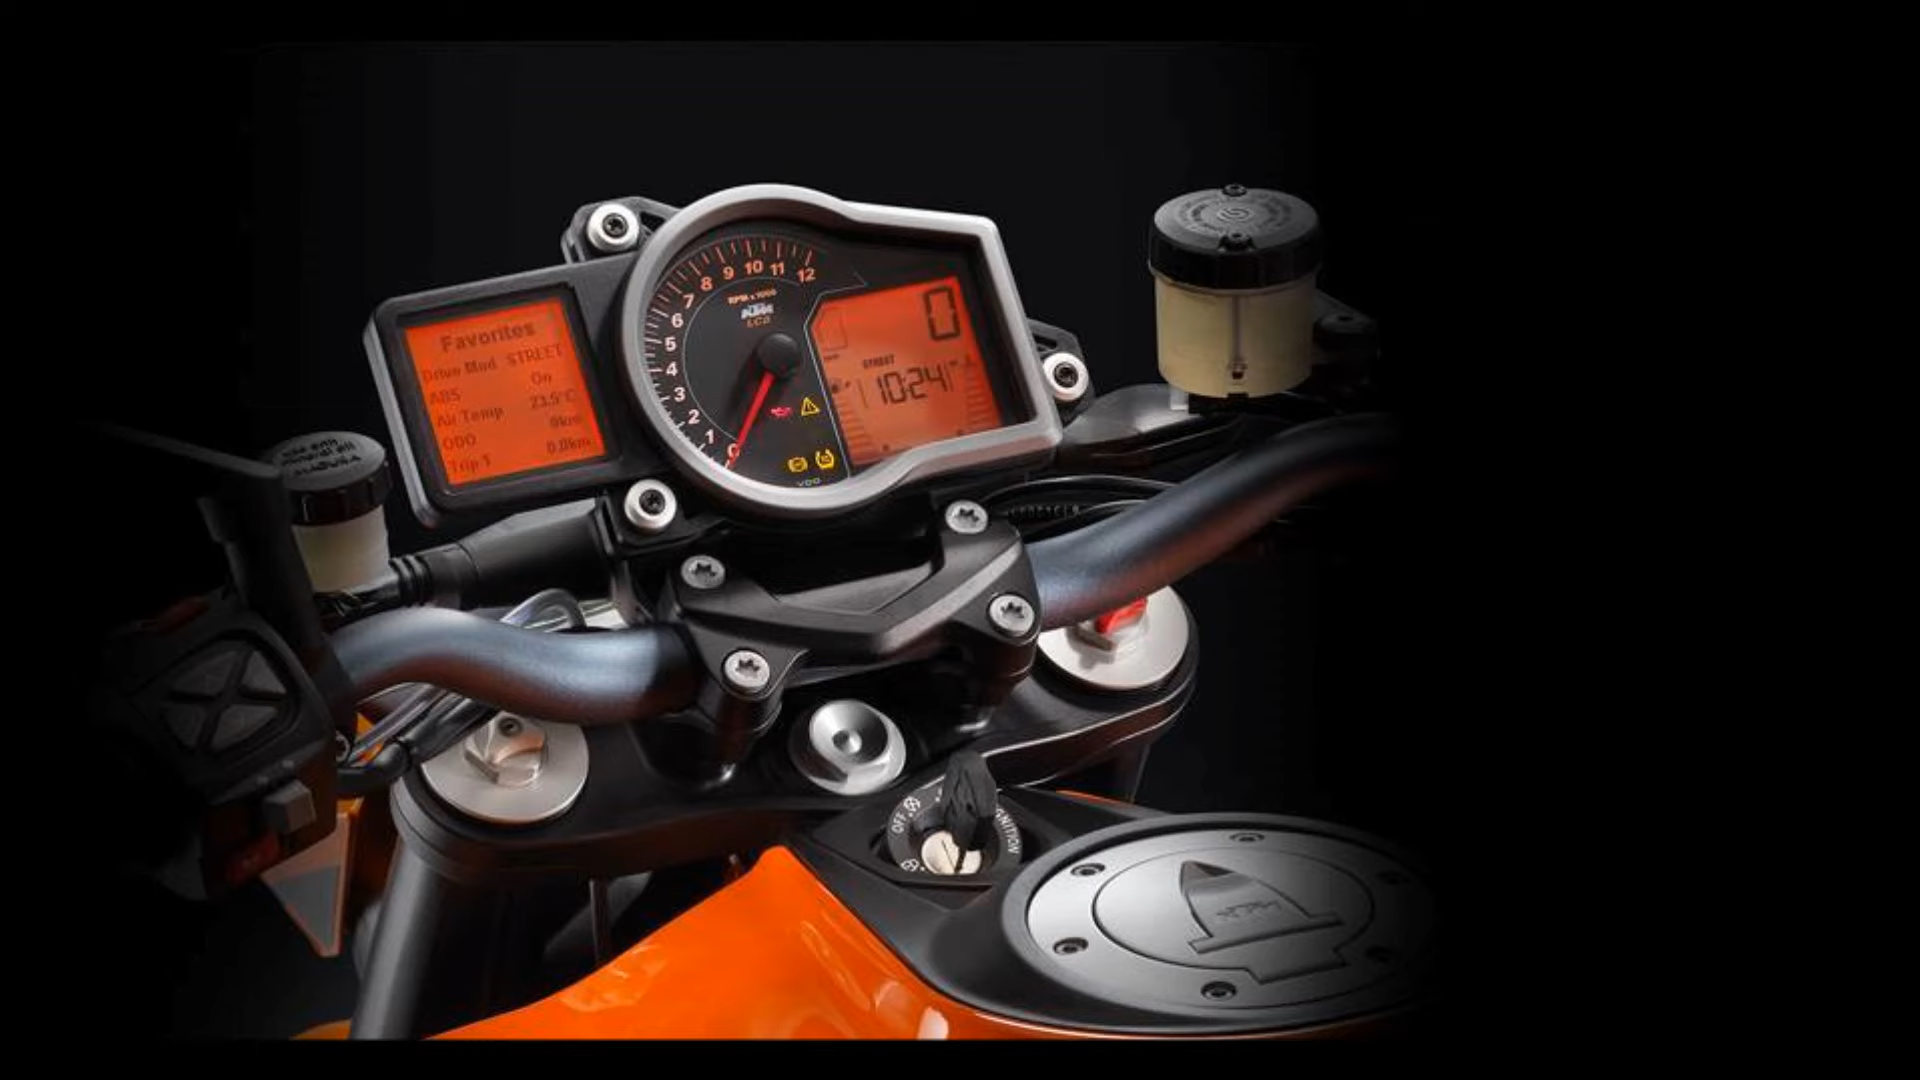 Favorites
Drive Mod STREET
ABS On
Air Temp 23.5°C
ODO 0km
Trip 1 0.0km
0 1 2 3 4 5 6 7 8 9 10 11 12
RPM x 1000
KTM
LC8
VDO
0
STREET
10:24
OFF
IGNITION
KTM